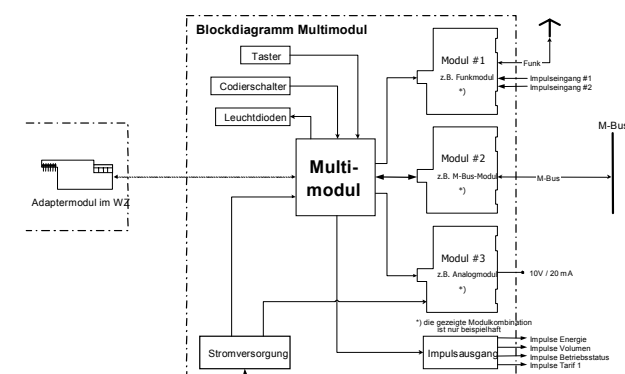 Blockdiagramm Multimodul
Taster
Codierschalter
Leuchtdioden
Multi-
modul
Adaptermodul im WZ
Modul #1
z.B. Funkmodul
*)
Funk
Impulseingang #1
Impulseingang #2
M-Bus
Modul #2
z.B. M-Bus-Modul
*)
M-Bus
Modul #3
z.B. Analogmodul
*)
10V / 20 mA
*) die gezeigte Modulkombination
ist nur beispielhaft
Stromversorgung
Impulsausgang
Impulse Energie
Impulse Volumen
Impulse Betriebsstatus
Impulse Tarif 1